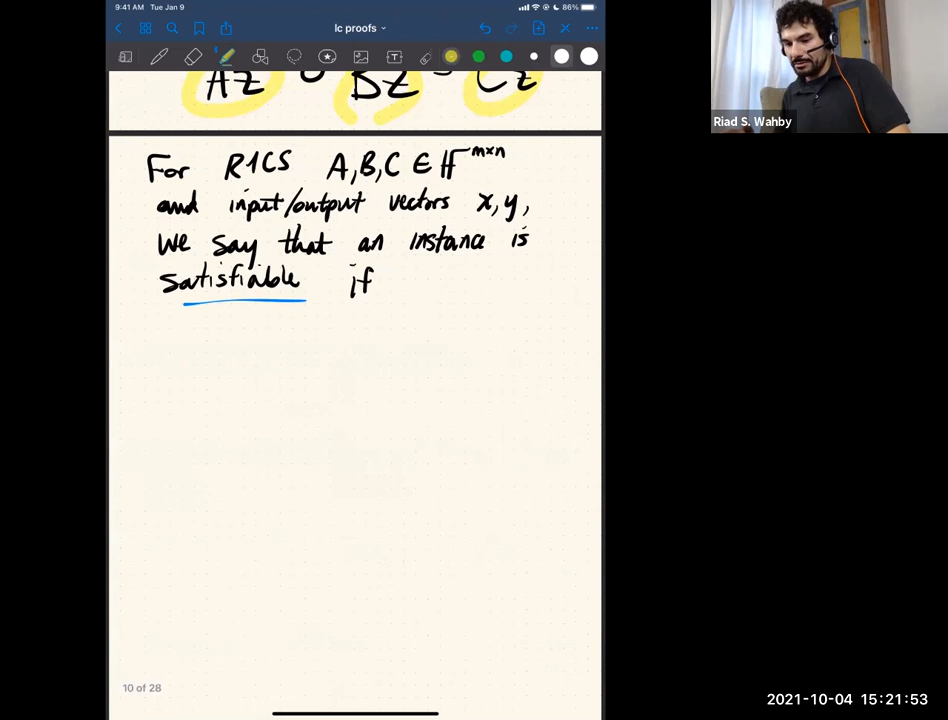 9:41 AM Tue Jan 9
86%
lc proofs
Az ∘ Bz = Cz
For R1CS A,B,C ∈ 𝔽^m×n
and input/output vectors x,y,
we say that an instance is
satisfiable if
10 of 28
Riad S. Wahby
2021-10-04 15:21:53